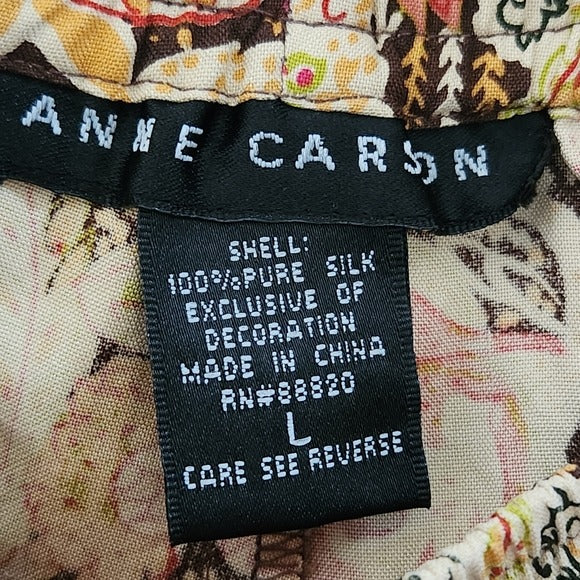 ANNE CARSON
SHELL:
100% PURE SILK
EXCLUSIVE OF
DECORATION
MADE IN CHINA
RN#88820
L
CARE SEE REVERSE